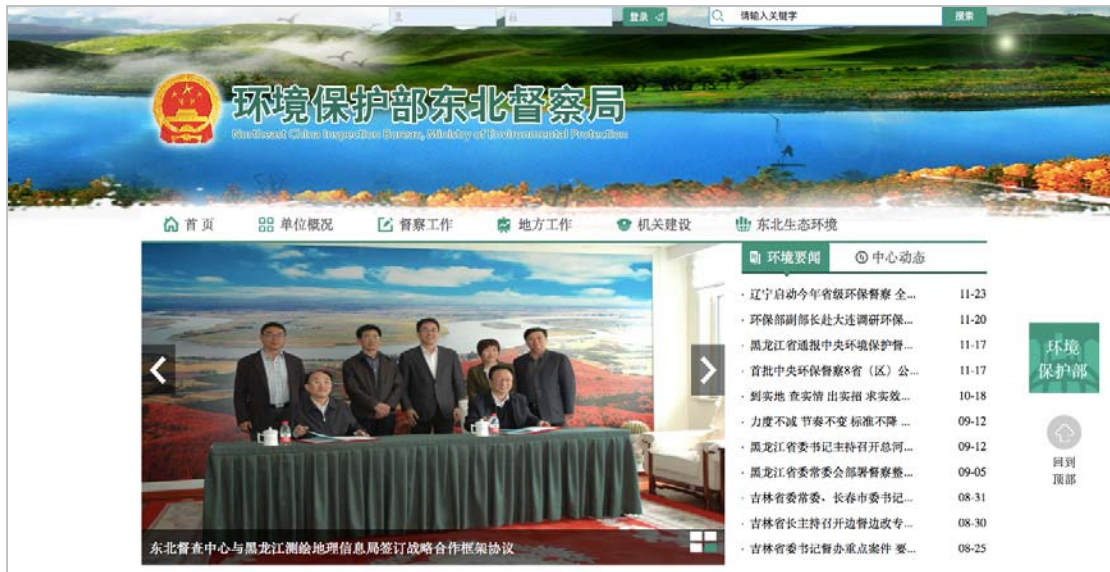 登录
请输入关键字
搜索
环境保护部东北督察局
Northeast China Inspection Bureau, Ministry of Environmental Protection
首页
单位概况
督察工作
地方工作
机关建设
东北生态环境
环境要闻
中心动态
· 辽宁启动今年省级环保督察 全... 11-23
· 环保部副部长赴大连调研环保... 11-20
· 黑龙江省通报中央环境保护督... 11-17
· 首批中央环保督察8省（区）公... 11-17
· 到实地 查实情 出实招 求实效... 10-18
· 力度不减 节奏不变 标准不降 ... 09-12
· 黑龙江省委书记主持召开总河... 09-12
· 黑龙江省委常委会部署督察整... 09-05
· 吉林省委常委、长春市委书记... 08-31
· 吉林省长主持召开边督边改专... 08-30
· 吉林省委书记督办重点案件 要... 08-25
东北督查中心与黑龙江测绘地理信息局签订战略合作框架协议
环境
保护部
回到
顶部